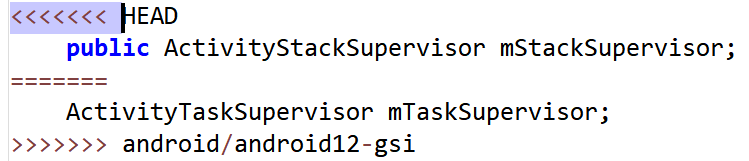 <<<<<<< HEAD
    public ActivityStackSupervisor mStackSupervisor;
=======
    ActivityTaskSupervisor mTaskSupervisor;
>>>>>>> android/android12-gsi